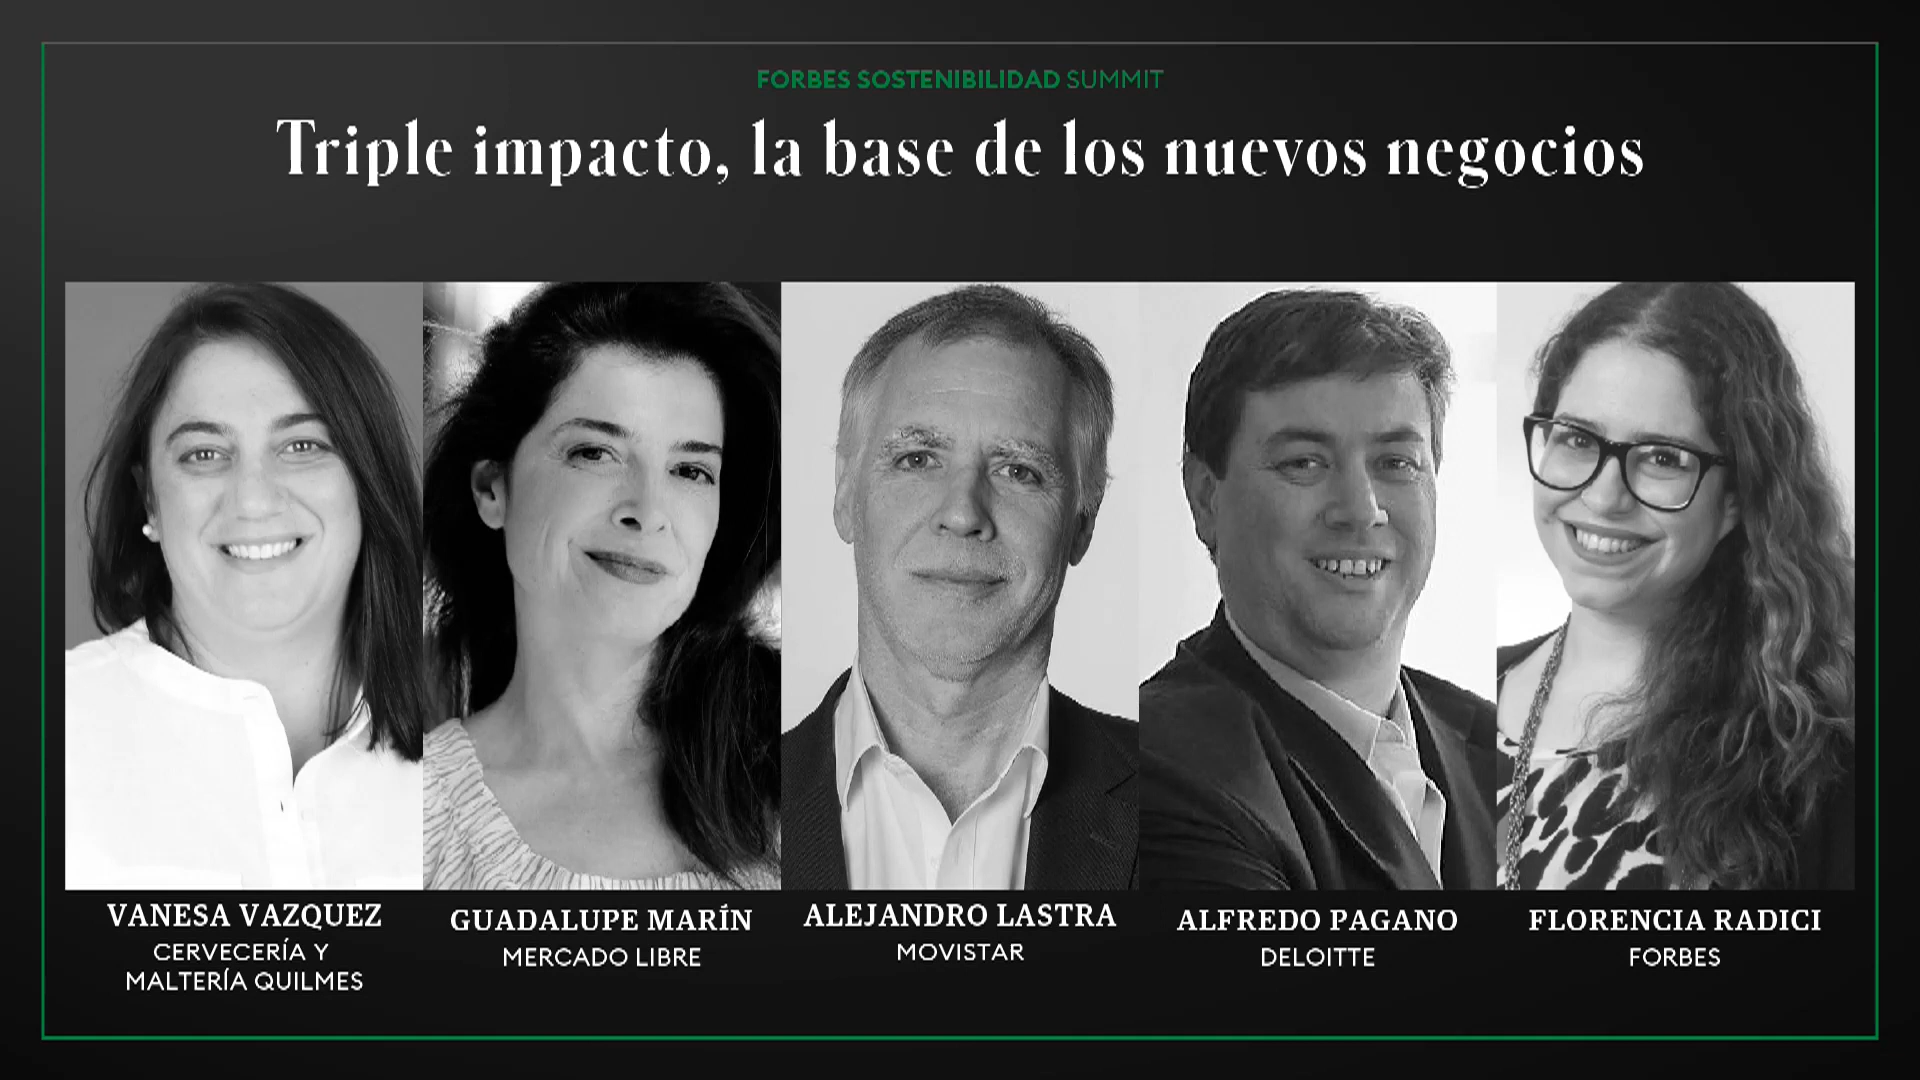 FORBES SOSTENIBILIDAD SUMMIT
Triple impacto, la base de los nuevos negocios
VANESA VAZQUEZ
CERVECERÍA Y
MALTERÍA QUILMES
GUADALUPE MARÍN
MERCADO LIBRE
ALEJANDRO LASTRA
MOVISTAR
ALFREDO PAGANO
DELOITTE
FLORENCIA RADICI
FORBES